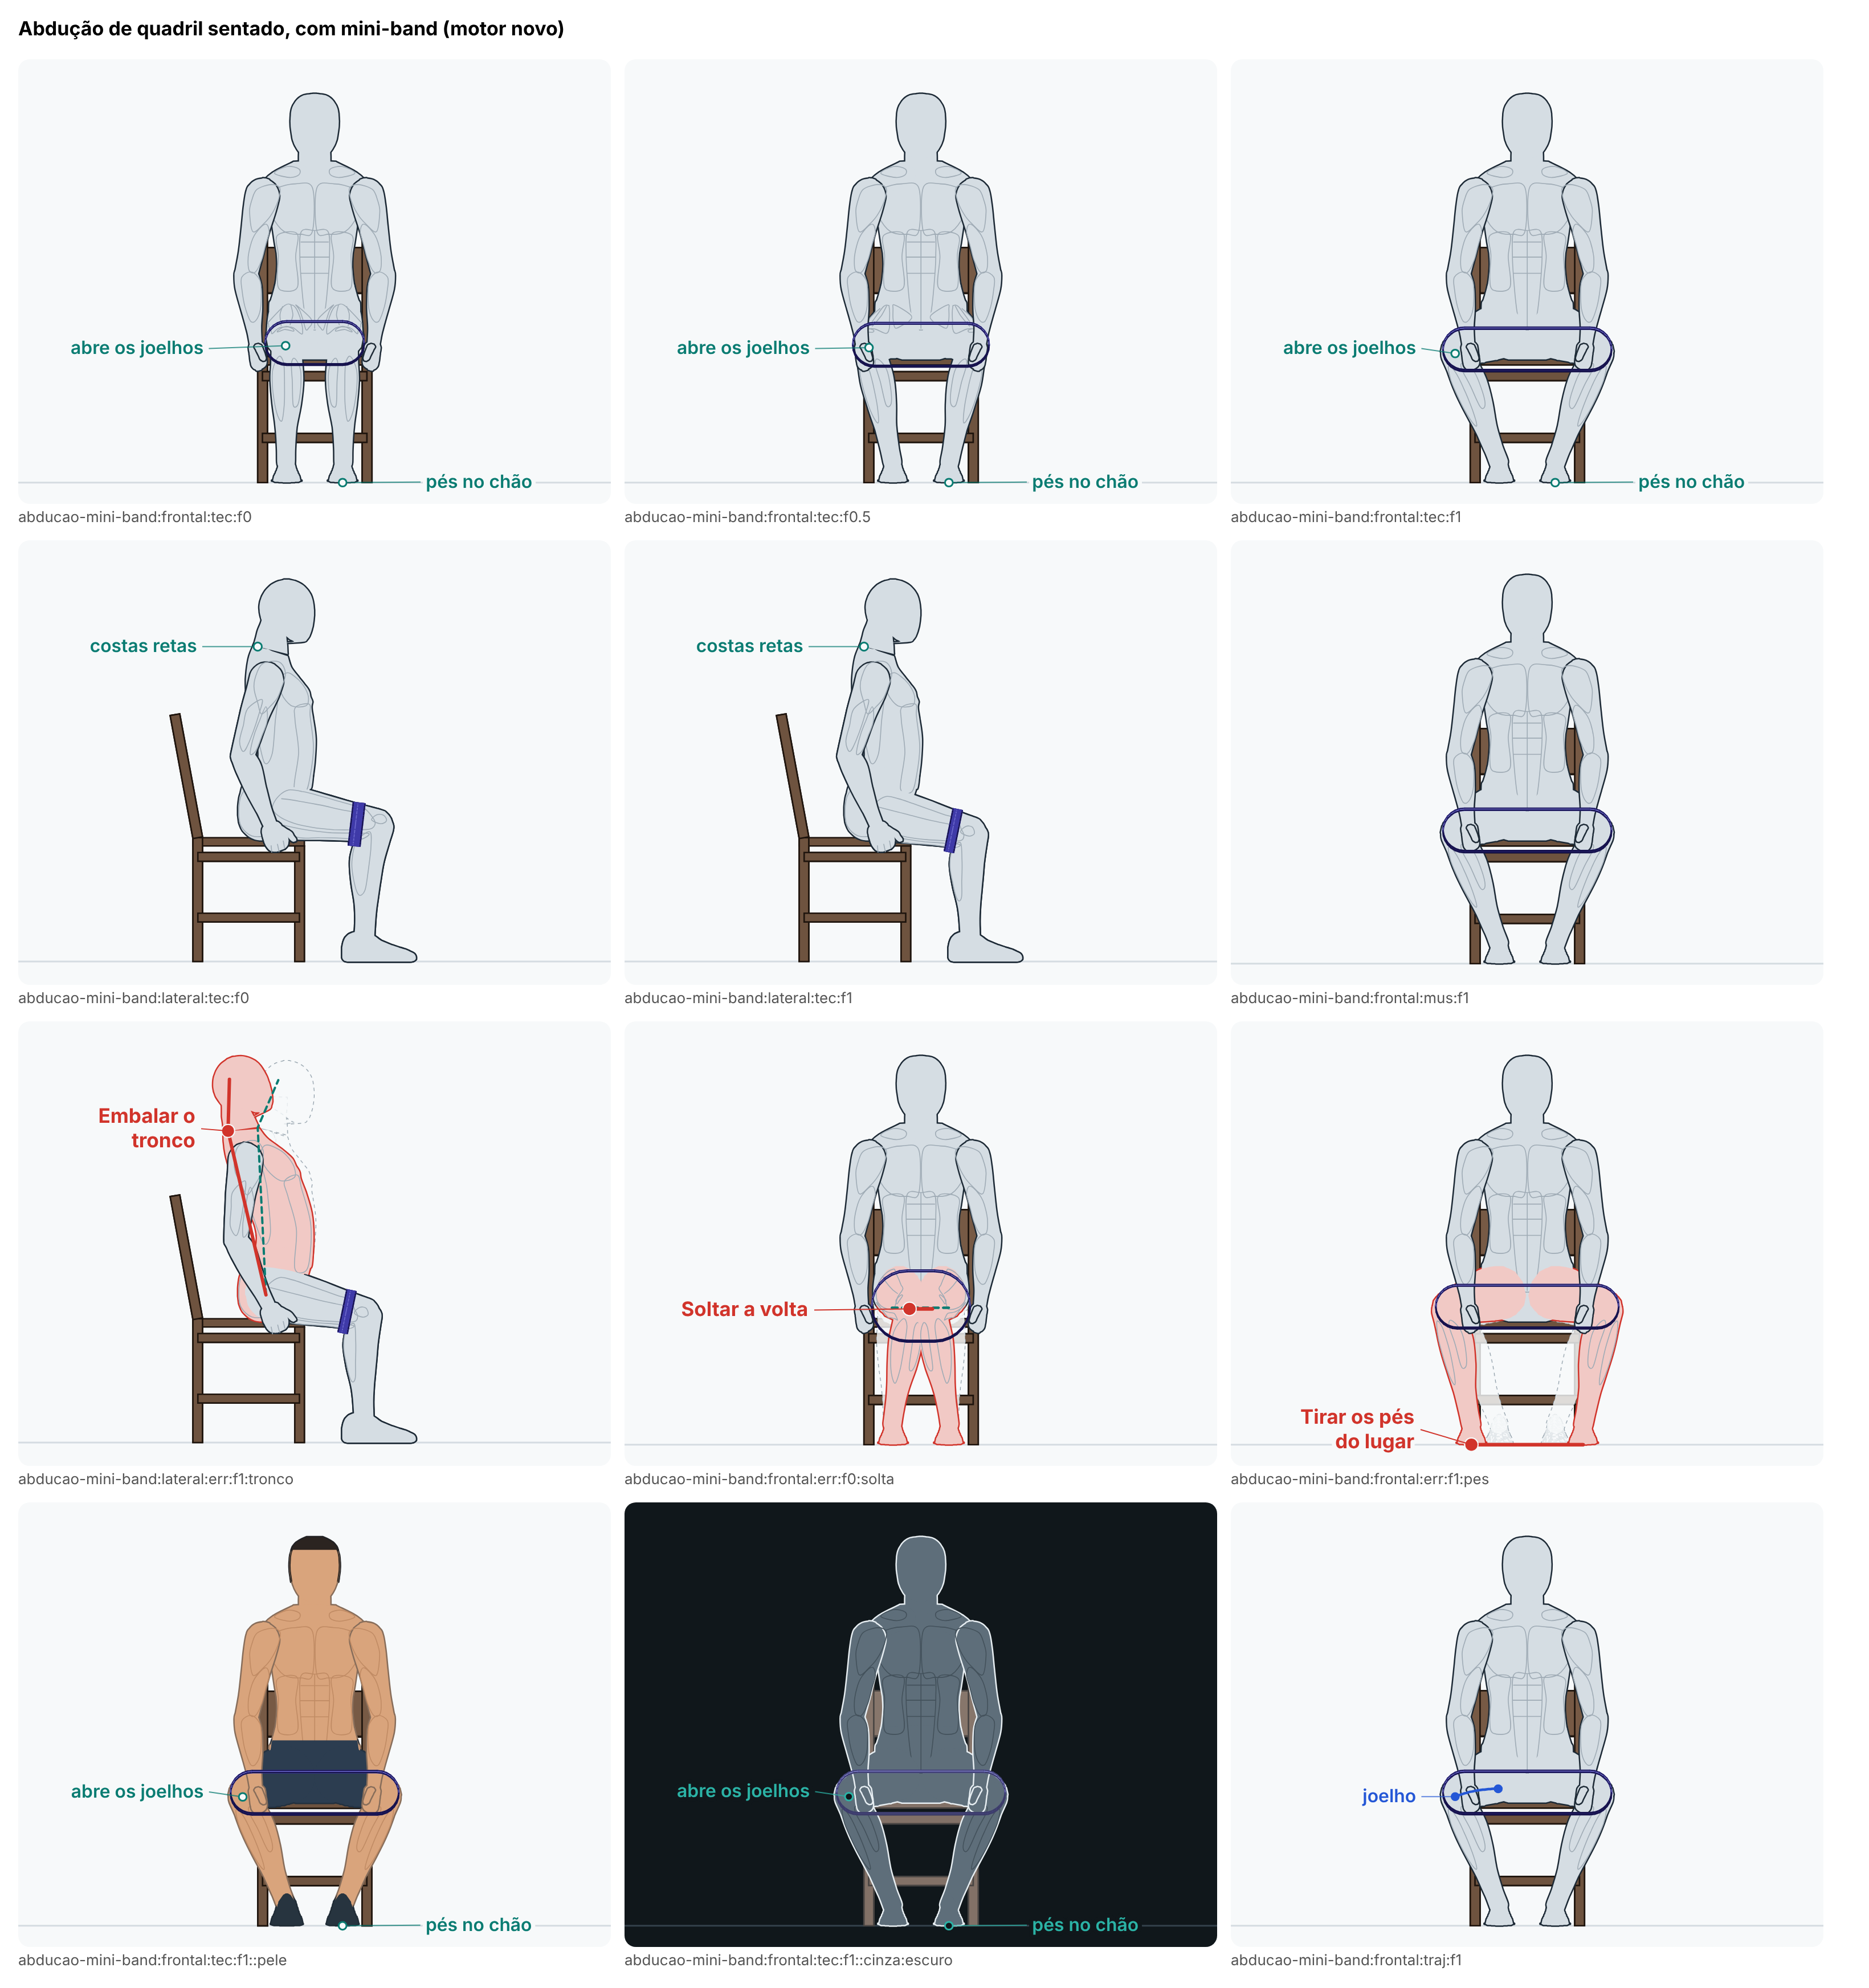 Abdução de quadril sentado, com mini-band (motor novo)
abre os joelhos
pés no chão
abducao-mini-band:frontal:tec:f0
abre os joelhos
pés no chão
abducao-mini-band:frontal:tec:f0.5
abre os joelhos
pés no chão
abducao-mini-band:frontal:tec:f1
costas retas
abducao-mini-band:lateral:tec:f0
costas retas
abducao-mini-band:lateral:tec:f1
abducao-mini-band:frontal:mus:f1
Embalar o
tronco
abducao-mini-band:lateral:err:f1:tronco
Soltar a volta
abducao-mini-band:frontal:err:f0:solta
Tirar os pés
do lugar
abducao-mini-band:frontal:err:f1:pes
abre os joelhos
pés no chão
abducao-mini-band:frontal:tec:f1::pele
abre os joelhos
pés no chão
abducao-mini-band:frontal:tec:f1::cinza:escuro
joelho
abducao-mini-band:frontal:traj:f1